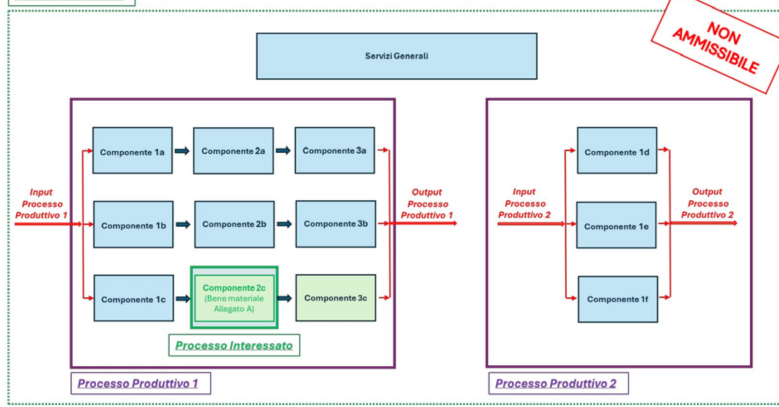 NON
AMMISSIBILE
Servizi Generali
Componente 1a
Componente 2a
Componente 3a
Input
Processo
Produttivo 1
Componente 1b
Componente 2b
Componente 3b
Output
Processo
Produttivo 1
Componente 1c
Componente 2c
(Bene materiale
Allegato A)
Componente 3c
Processo Interessato
Processo Produttivo 1
Input
Processo
Produttivo 2
Componente 1d
Componente 1e
Componente 1f
Output
Processo
Produttivo 2
Processo Produttivo 2